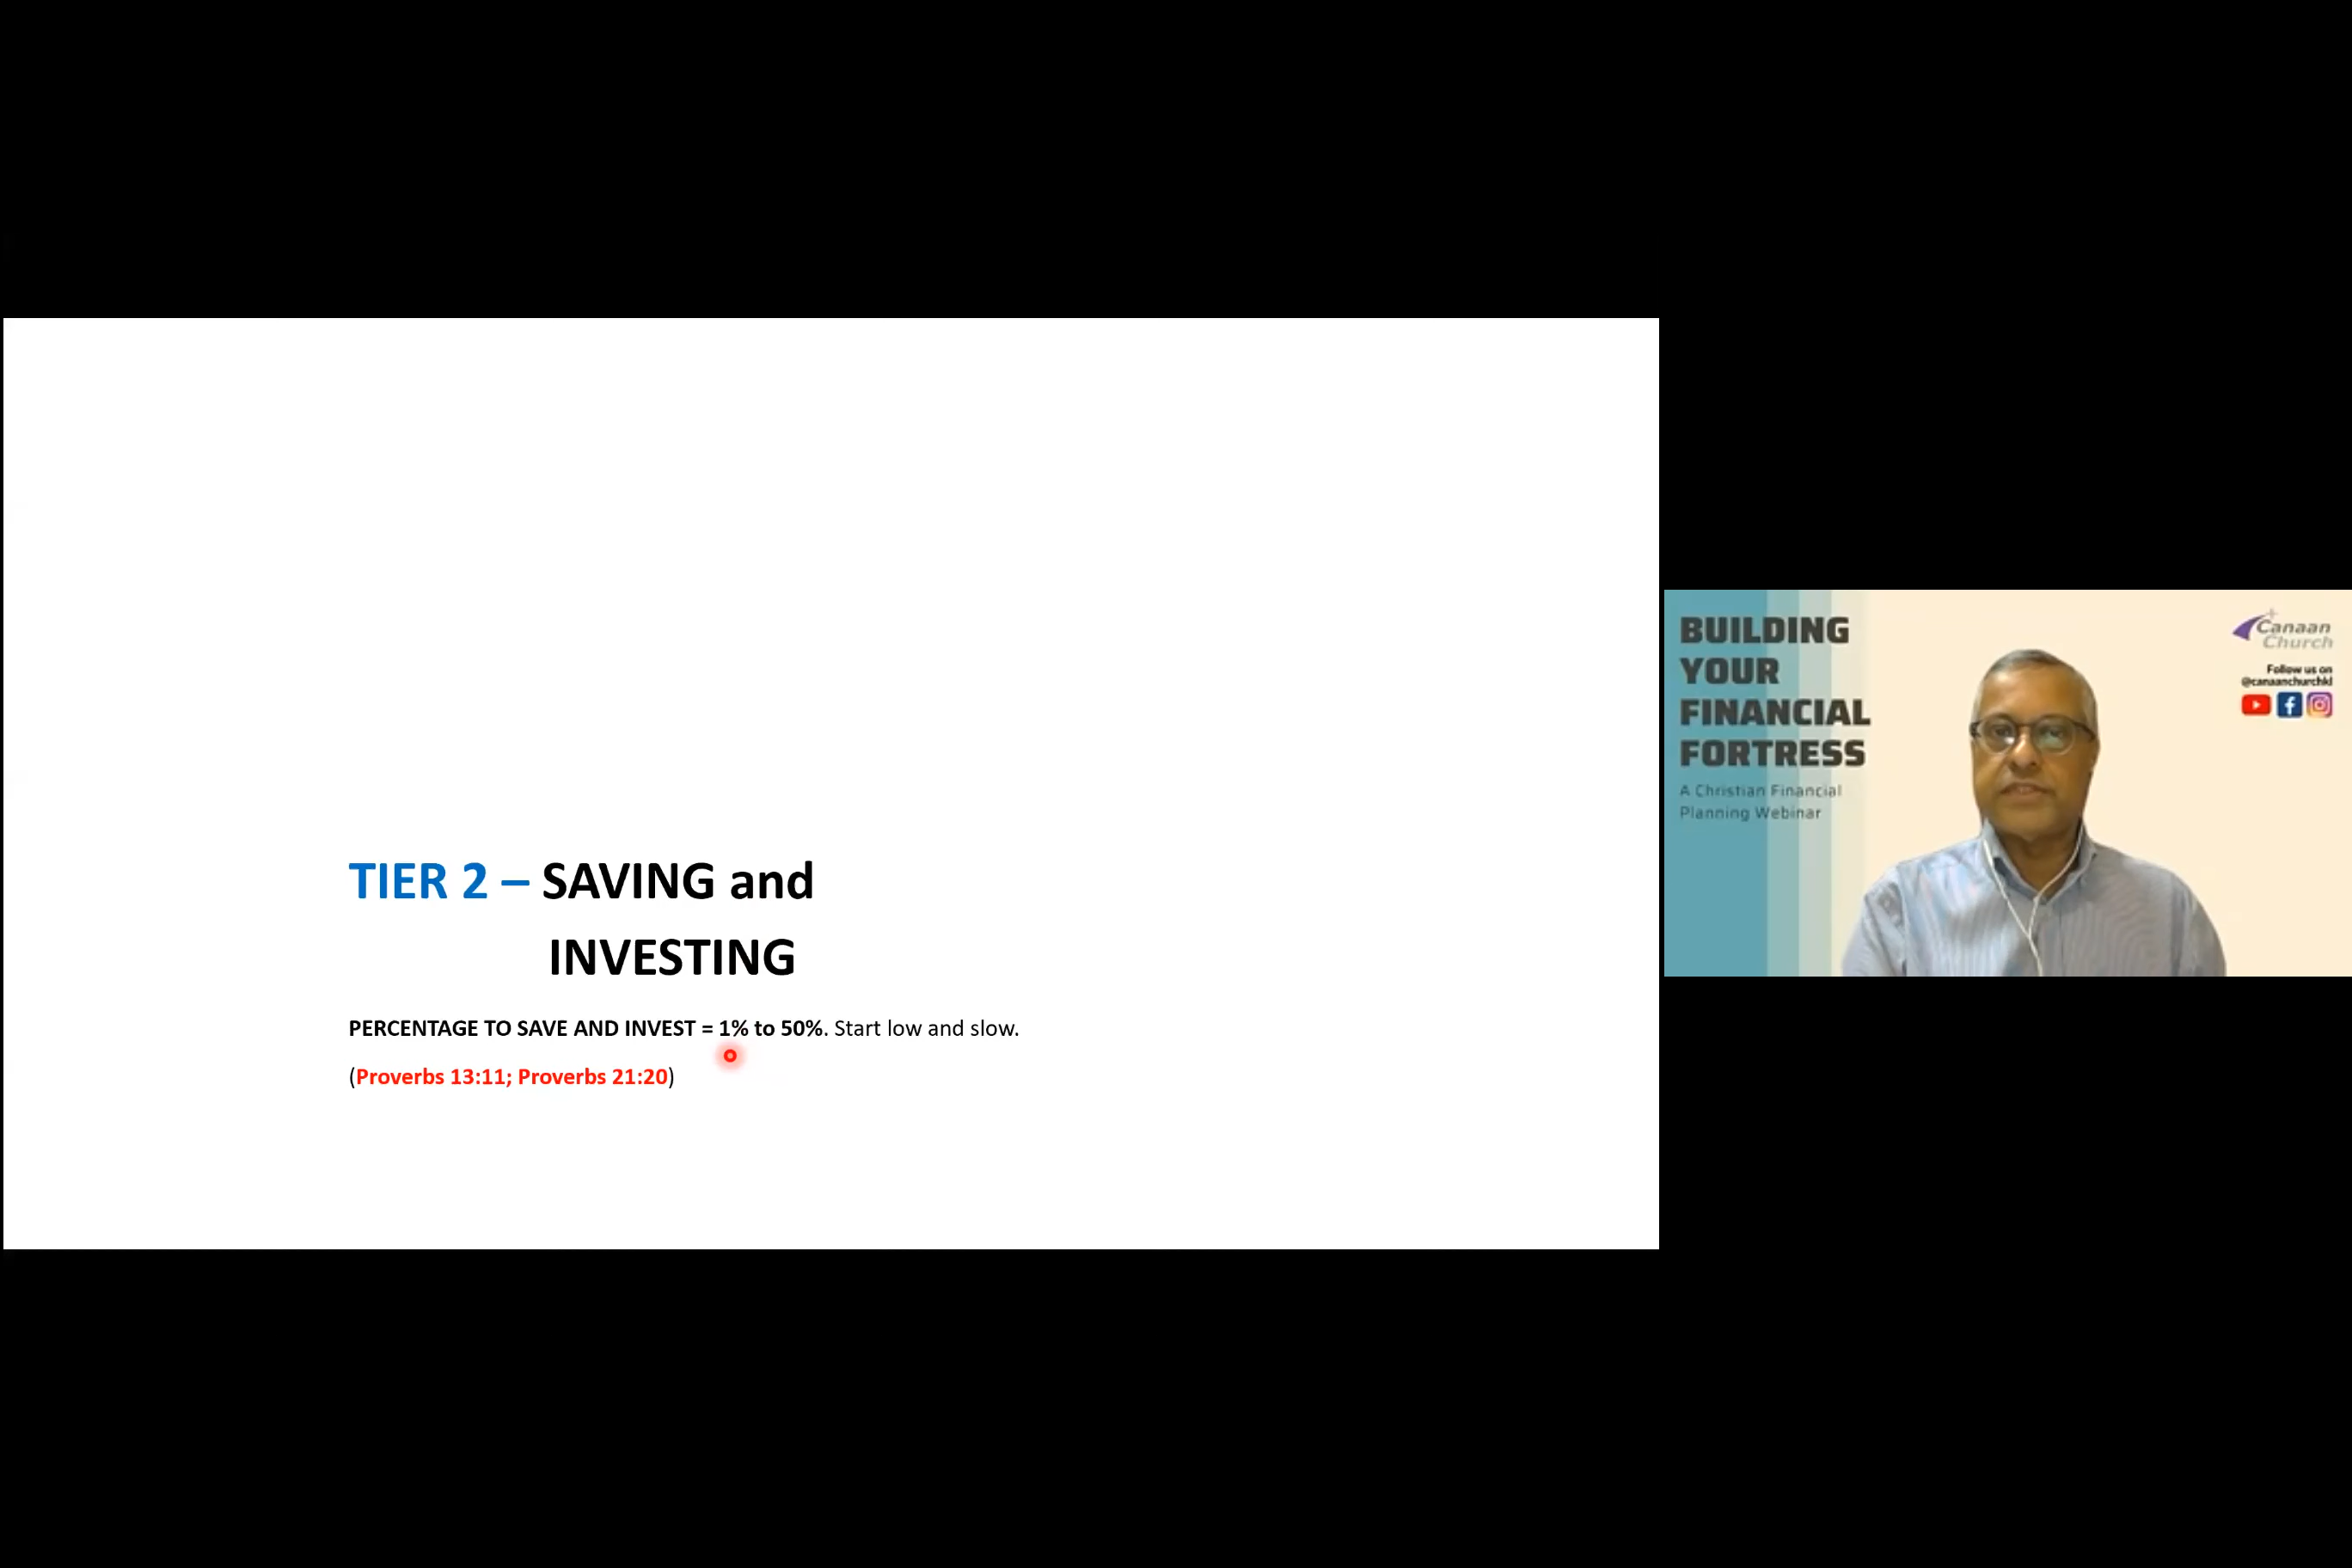 TIER 2 – SAVING and
INVESTING
PERCENTAGE TO SAVE AND INVEST = 1% to 50%. Start low and slow.
(Proverbs 13:11; Proverbs 21:20)
BUILDING
YOUR
FINANCIAL
FORTRESS
A Christian Financial
Planning Webinar
Canaan
Church
Follow us on
@canaanchurchkl